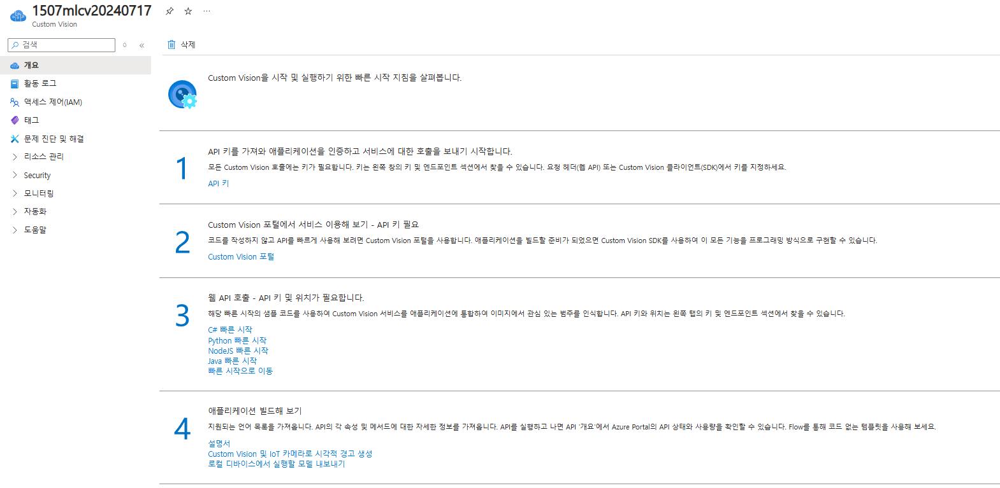 1507mlcv20240717
Custom Vision
검색
개요
활동 로그
액세스 제어(IAM)
태그
문제 진단 및 해결
리소스 관리
Security
모니터링
자동화
도움말
삭제
Custom Vision을 시작 및 실행하기 위한 빠른 시작 지침을 살펴봅니다.
1
API 키를 가져와 애플리케이션을 인증하고 서비스에 대한 호출을 보내기 시작합니다.
모든 Custom Vision 호출에는 키가 필요합니다. 키는 왼쪽 창의 키 및 엔드포인트 섹션에서 찾을 수 있습니다. 요청 헤더(웹 API) 또는 Custom Vision 클라이언트(SDK)에서 키를 지정하세요.
API 키
2
Custom Vision 포털에서 서비스 이용해 보기 - API 키 필요
코드를 작성하지 않고 API를 빠르게 사용해 보려면 Custom Vision 포털을 사용합니다. 애플리케이션을 빌드할 준비가 되었으면 Custom Vision SDK를 사용하여 이 모든 기능을 프로그래밍 방식으로 구현할 수 있습니다.
Custom Vision 포털
3
웹 API 호출 - API 키 및 위치가 필요합니다.
해당 빠른 시작의 샘플 코드를 사용하여 Custom Vision 서비스를 애플리케이션에 통합하여 이미지에서 관심 있는 범주를 인식합니다. API 키와 위치는 왼쪽 탭의 키 및 엔드포인트 섹션에서 찾을 수 있습니다.
C# 빠른 시작
Python 빠른 시작
NodeJS 빠른 시작
Java 빠른 시작
빠른 시작으로 이동
4
애플리케이션 빌드해 보기
지원되는 언어 목록을 가져옵니다. API의 각 속성 및 메서드에 대한 자세한 정보를 가져옵니다. API를 실행하고 나면 API '개요'에서 Azure Portal의 API 상태와 사용량을 확인할 수 있습니다. Flow를 통해 코드 없는 템플릿을 사용해 보세요.
설명서
Custom Vision 및 IoT 카메라로 시각적 경고 생성
로컬 디바이스에서 실행할 모델 내보내기